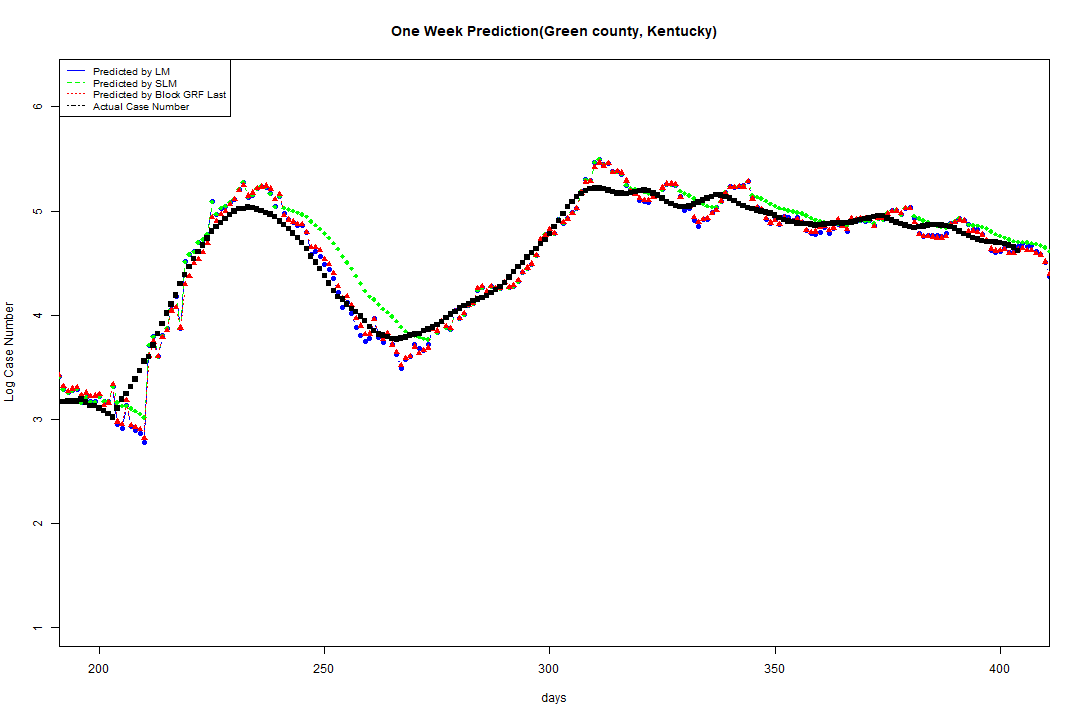 One Week Prediction(Green county, Kentucky)
Predicted by LM
Predicted by SLM
Predicted by Block GRF Last
Actual Case Number
6
5
4
3
2
1
Log Case Number
200 250 300 350 400
days